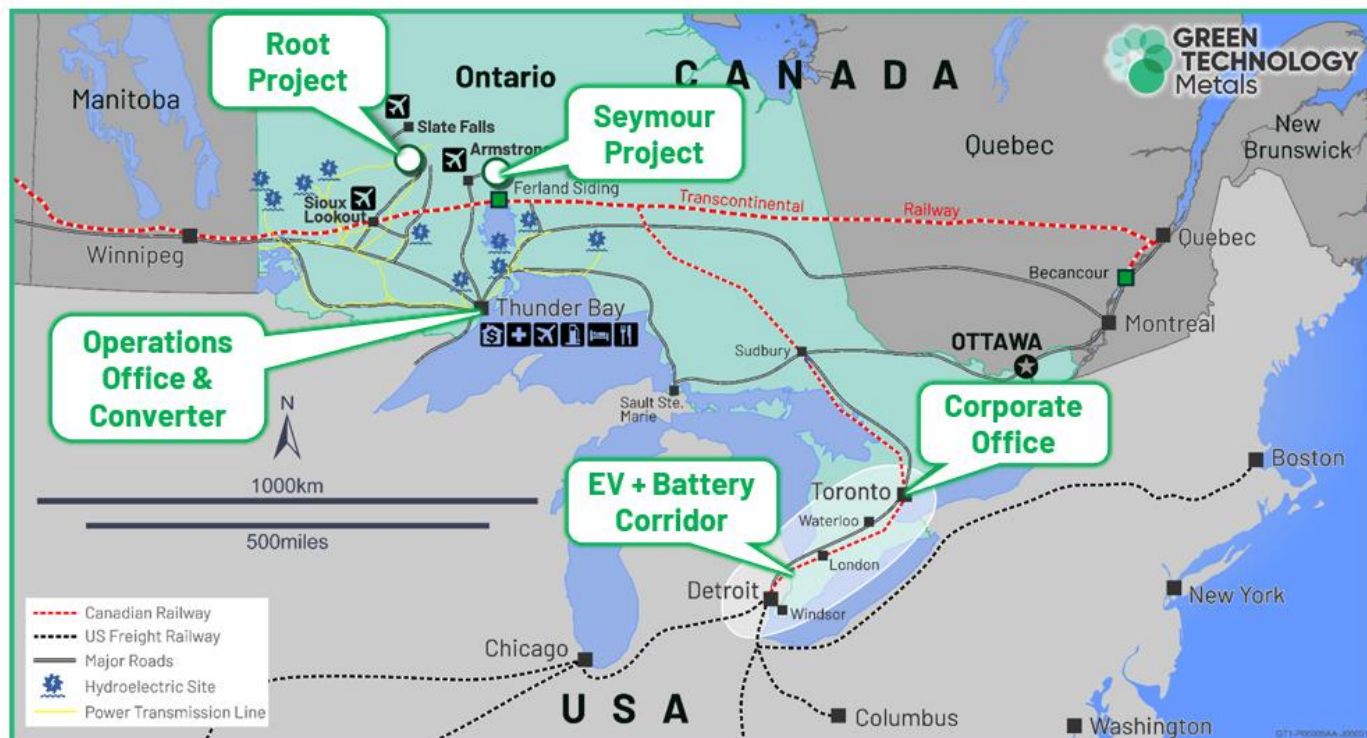 Root
Project
Ontario
CANADA
GREEN
TECHNOLOGY
Metals
Manitoba
Slate Falls
Seymour
Project
Armstrong
Quebec
New
Brunswick
Ferland Siding
Sioux
Lookout
Transcontinental
Railway
Winnipeg
Quebec
Becancour
Thunder Bay
Montreal
Operations
Office &
Converter
Sudbury
OTTAWA
Sault Ste.
Marie
Corporate
Office
N
1000km
500miles
EV + Battery
Corridor
Toronto
Waterloo
London
Boston
Detroit
Windsor
New York
Canadian Railway
US Freight Railway
Major Roads
Hydroelectric Site
Power Transmission Line
Chicago
USA
Columbus
Washington